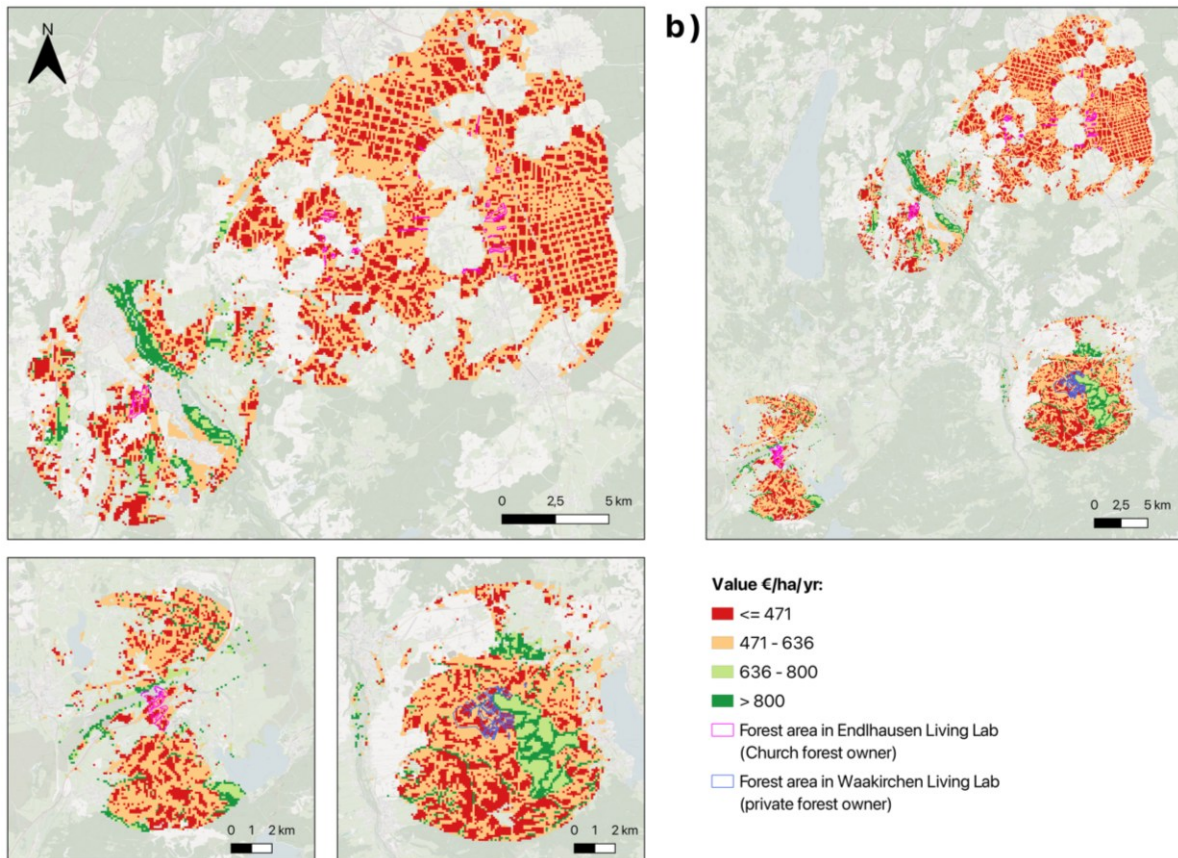 N
b)
0 2,5 5 km
0 2,5 5 km
0 1 2 km
0 1 2 km
Value €/ha/yr:
<= 471
471 - 636
636 - 800
> 800
Forest area in Endlhausen Living Lab
(Church forest owner)
Forest area in Waakirchen Living Lab
(private forest owner)